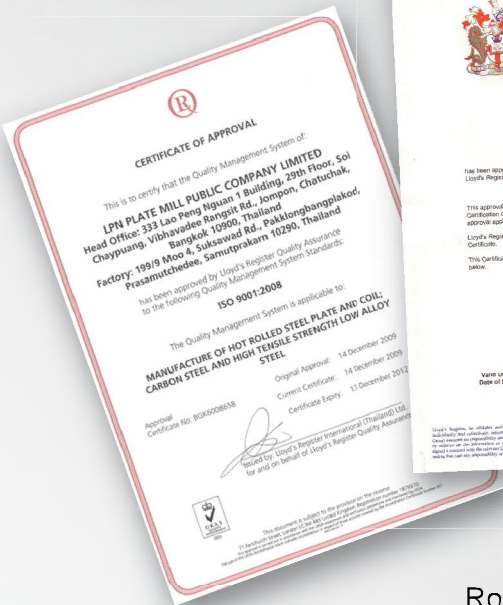 CERTIFICATE OF APPROVAL
This is to certify that the Quality Management System of:
LPN PLATE MILL PUBLIC COMPANY LIMITED
Head Office: 333 Lao Peng Nguan 1 Building, 29th Floor, Soi
Chaypuang, Vibhavadee Rangsit Rd., Jompon, Chatuchak,
Bangkok 10900, Thailand
Factory: 199/9 Moo 4, Suksawad Rd., Pakklongbangplakod,
Prasamutchedee, Samutprakarn 10290, Thailand
has been approved by Lloyd's Register Quality Assurance
to the following Quality Management System Standards:
ISO 9001:2008
The Quality Management System is applicable to:
MANUFACTURE OF HOT ROLLED STEEL PLATE AND COIL;
CARBON STEEL AND HIGH TENSILE STRENGTH LOW ALLOY
STEEL
Approval
Certificate No: BGK6008658
Original Approval: 14 December 2009
Current Certificate: 14 December 2009
Certificate Expiry: 13 December 2012
Issued by: Lloyd's Register International (Thailand) Ltd.
for and on behalf of Lloyd's Register Quality Assurance
UKAS
This document is subject to the provision on the reverse
has been appr
Lloyd's Regist
This approval
Certification
approval app
Lloyd's Regi
Certificate.
This Certific
below.
Valid u
Date of
Ro